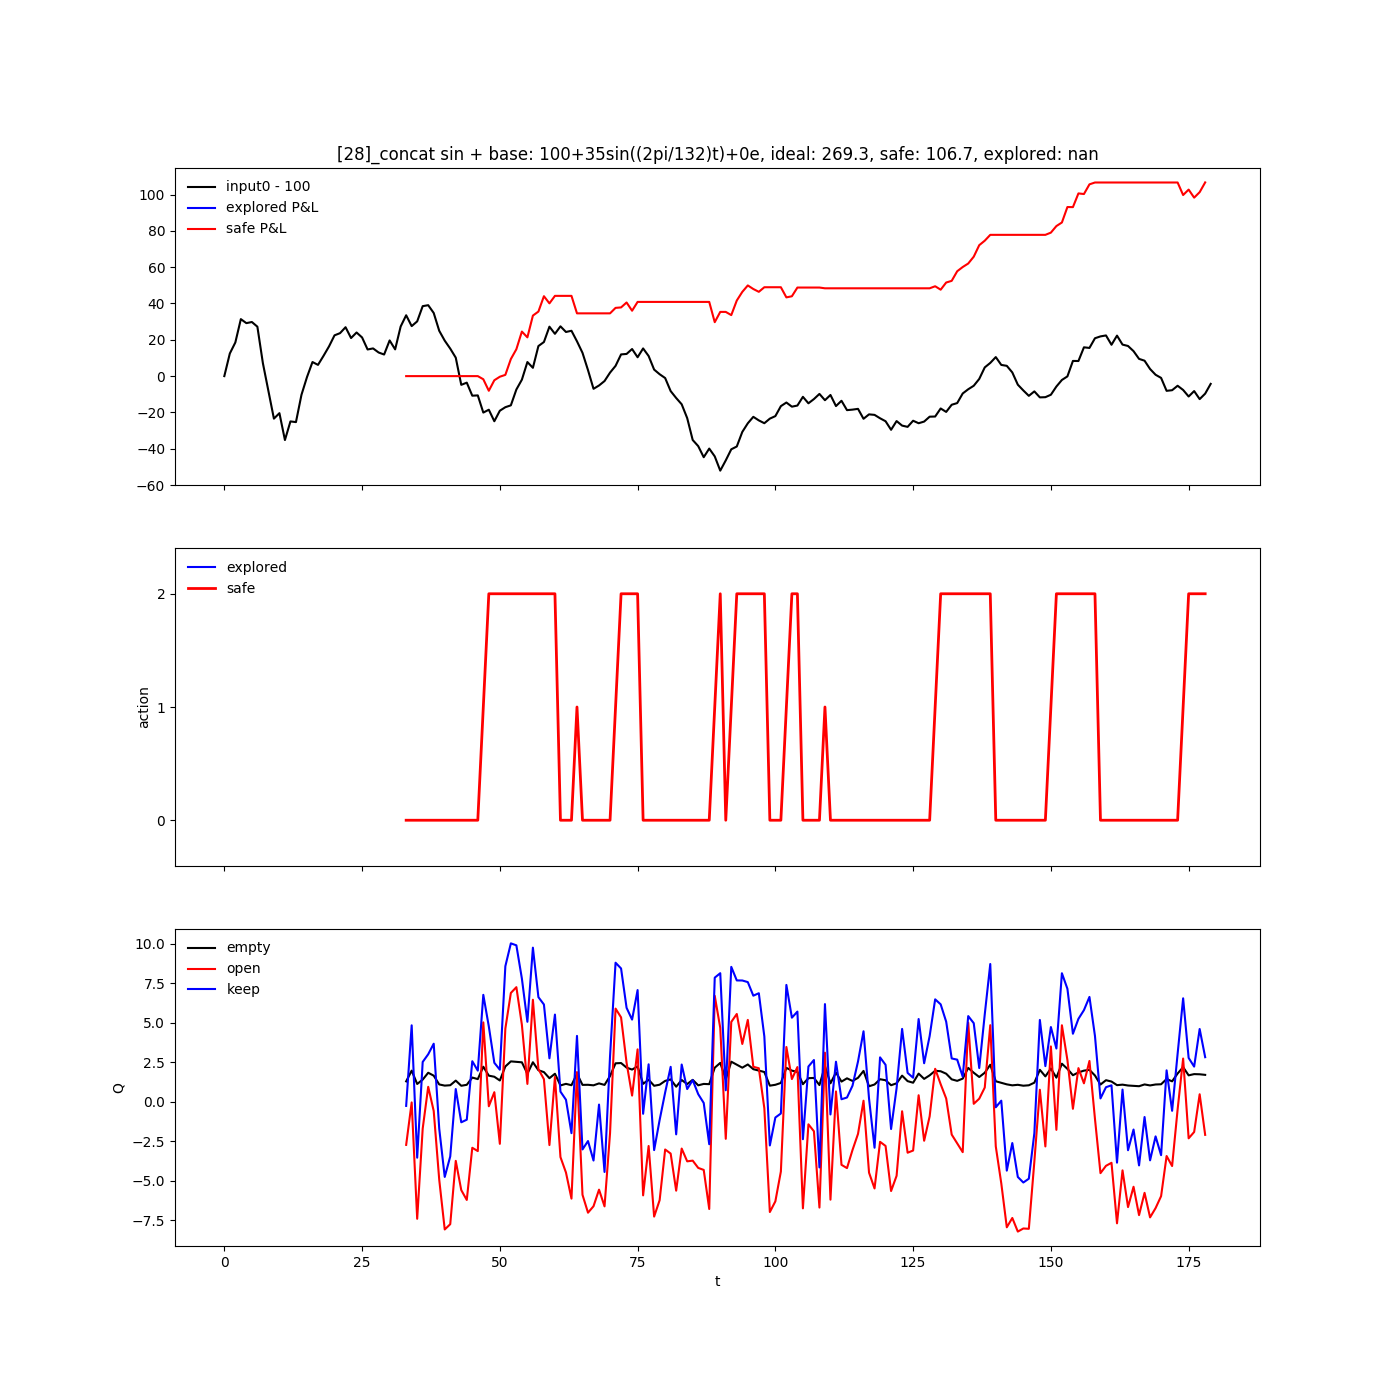 [28]_concat sin + base: 100+35sin((2pi/132)t)+0e, ideal: 269.3, safe: 106.7, explored: nan
input0 - 100
explored P&L
safe P&L
100
80
60
40
20
0
−20
−40
−60
explored
safe
2
1
0
action
empty
open
keep
10.0
7.5
5.0
2.5
0.0
−2.5
−5.0
−7.5
Q
0 25 50 75 100 125 150 175
t